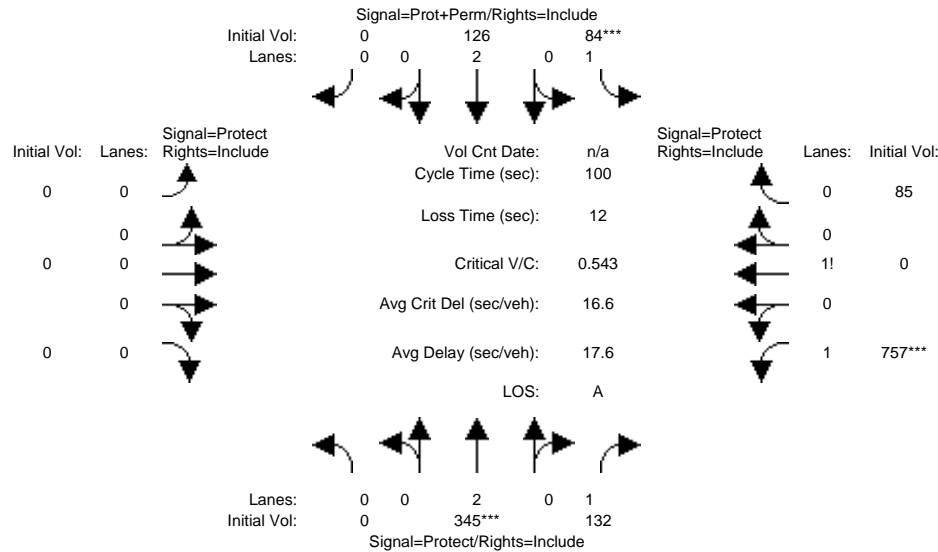 Signal=Prot+Perm/Rights=Include
Initial Vol: 0 126 84***
Lanes: 0 0 2 0 1
Signal=Protect
Initial Vol: Lanes: Rights=Include
Vol Cnt Date: n/a
Signal=Protect
Rights=Include Lanes: Initial Vol:
Cycle Time (sec): 100
0 0
0 85
Loss Time (sec): 12
0
0
0 0
Critical V/C: 0.543
1! 0
0
Avg Crit Del (sec/veh): 16.6
0
0 0
Avg Delay (sec/veh): 17.6
1 757***
LOS: A
Lanes: 0 0 2 0 1
Initial Vol: 0 345*** 132
Signal=Protect/Rights=Include